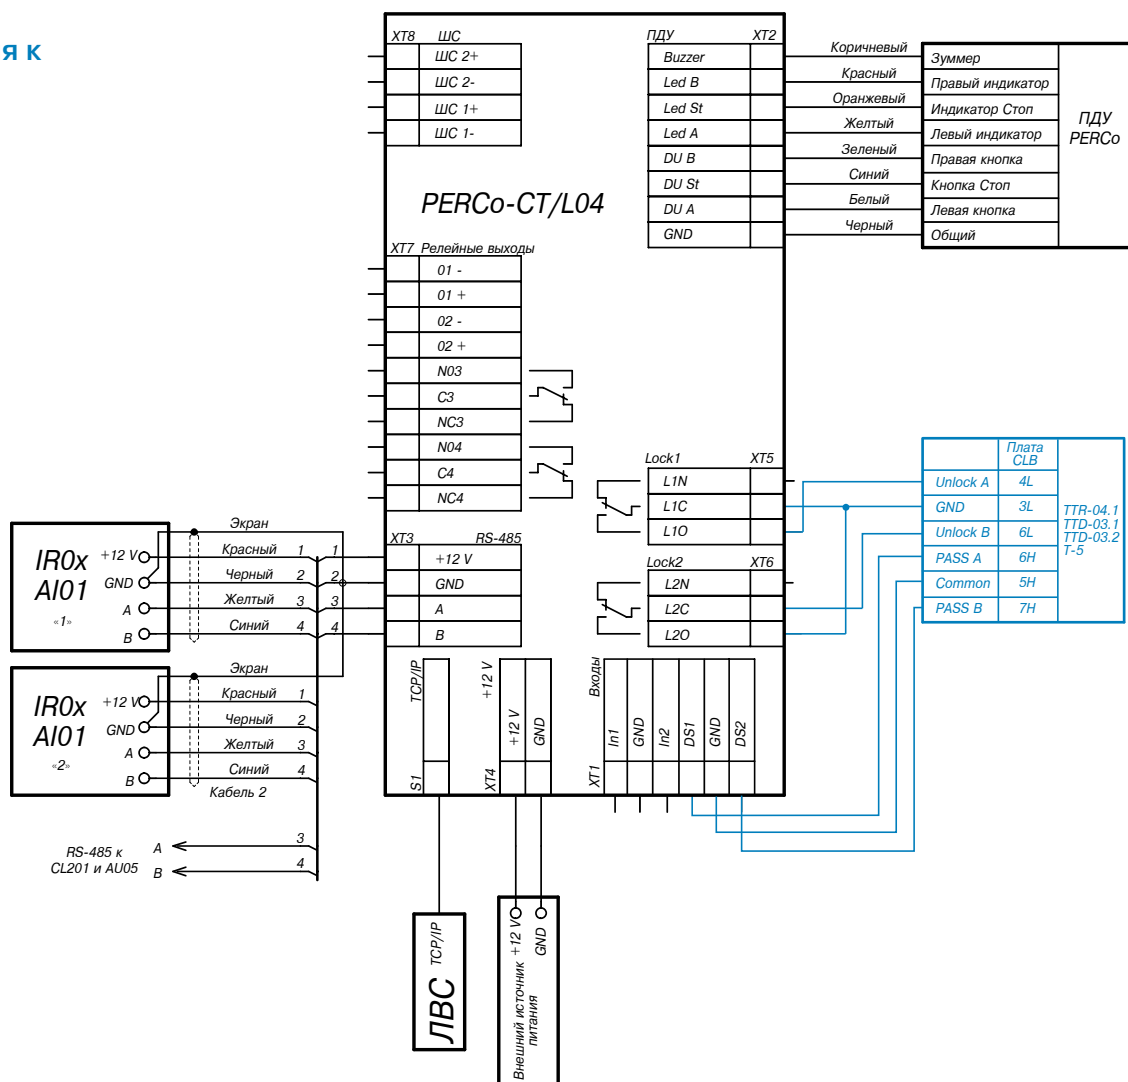 я к
XT8 ШС
ШС 2+
ШС 2-
ШС 1+
ШС 1-
ПДУ XT2
Buzzer
Led B
Led St
Led A
DU B
DU St
DU A
GND
Коричневый
Красный
Оранжевый
Желтый
Зеленый
Синий
Белый
Черный
Зуммер
Правый индикатор
Индикатор Стоп
Левый индикатор
Правая кнопка
Кнопка Стоп
Левая кнопка
Общий
ПДУ
PERCo
PERCo-CT/L04
XT7 Релейные выходы
01 -
01 +
02 -
02 +
N03
C3
NC3
N04
C4
NC4
Lock1 XT5
L1N
L1C
L1O
Lock2 XT6
L2N
L2C
L2O
Плата
CLB
Unlock A 4L
GND 3L
Unlock B 6L
PASS A 6H
Common 5H
PASS B 7H
TTR-04.1
TTD-03.1
TTD-03.2
T-5
XT3 RS-485
+12 V
GND
A
B
IR0x
AI01
«1»
+12 V
GND
A
B
Экран
Красный 1 1
Черный 2 2
Желтый 3 3
Синий 4 4
IR0x
AI01
«2»
+12 V
GND
A
B
Экран
Красный 1
Черный 2
Желтый 3
Синий 4
Кабель 2
RS-485 к
CL201 и AU05
A 3
B 4
S1 TCP/IP
XT4 +12 V
+12 V
GND
XT1 Входы
In1
GND
In2
DS1
GND
DS2
ЛВС TCP/IP
Внешний источник
питания
+12 V
GND